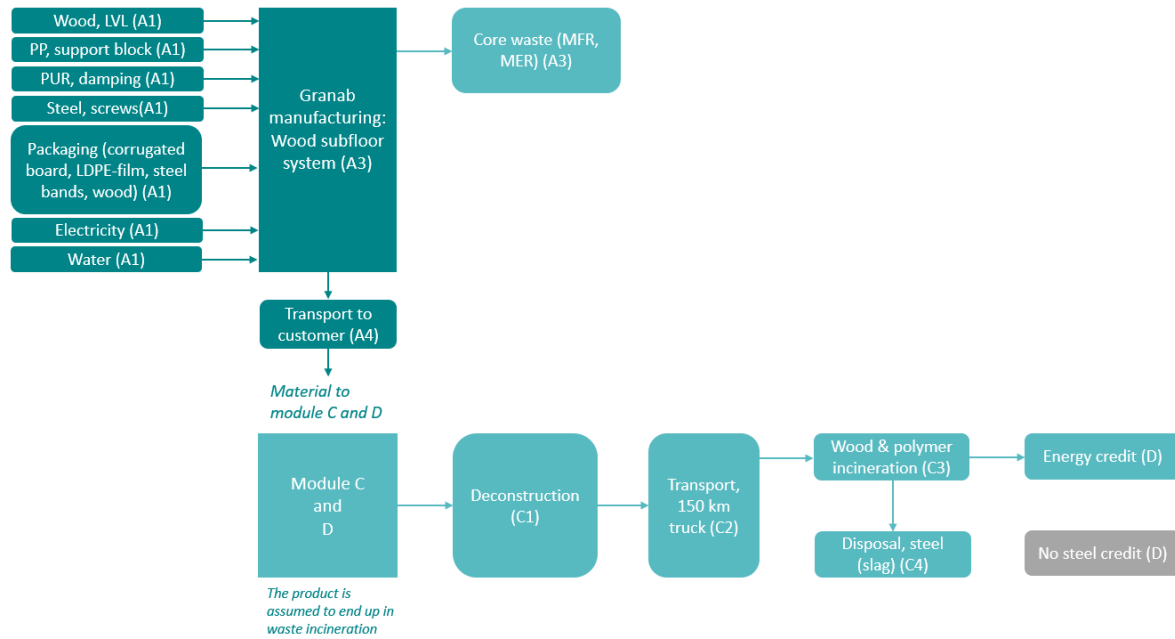 Wood, LVL (A1)
PP, support block (A1)
PUR, damping (A1)
Steel, screws(A1)
Packaging (corrugated
board, LDPE-film, steel
bands, wood) (A1)
Electricity (A1)
Water (A1)
Granab
manufacturing:
Wood subfloor
system (A3)
Core waste (MFR,
MER) (A3)
Transport to
customer (A4)
Material to
module C and D
Module C
and
D
The product is
assumed to end up in
waste incineration
Deconstruction
(C1)
Transport,
150 km
truck (C2)
Wood & polymer
incineration (C3)
Disposal, steel
(slag) (C4)
Energy credit (D)
No steel credit (D)